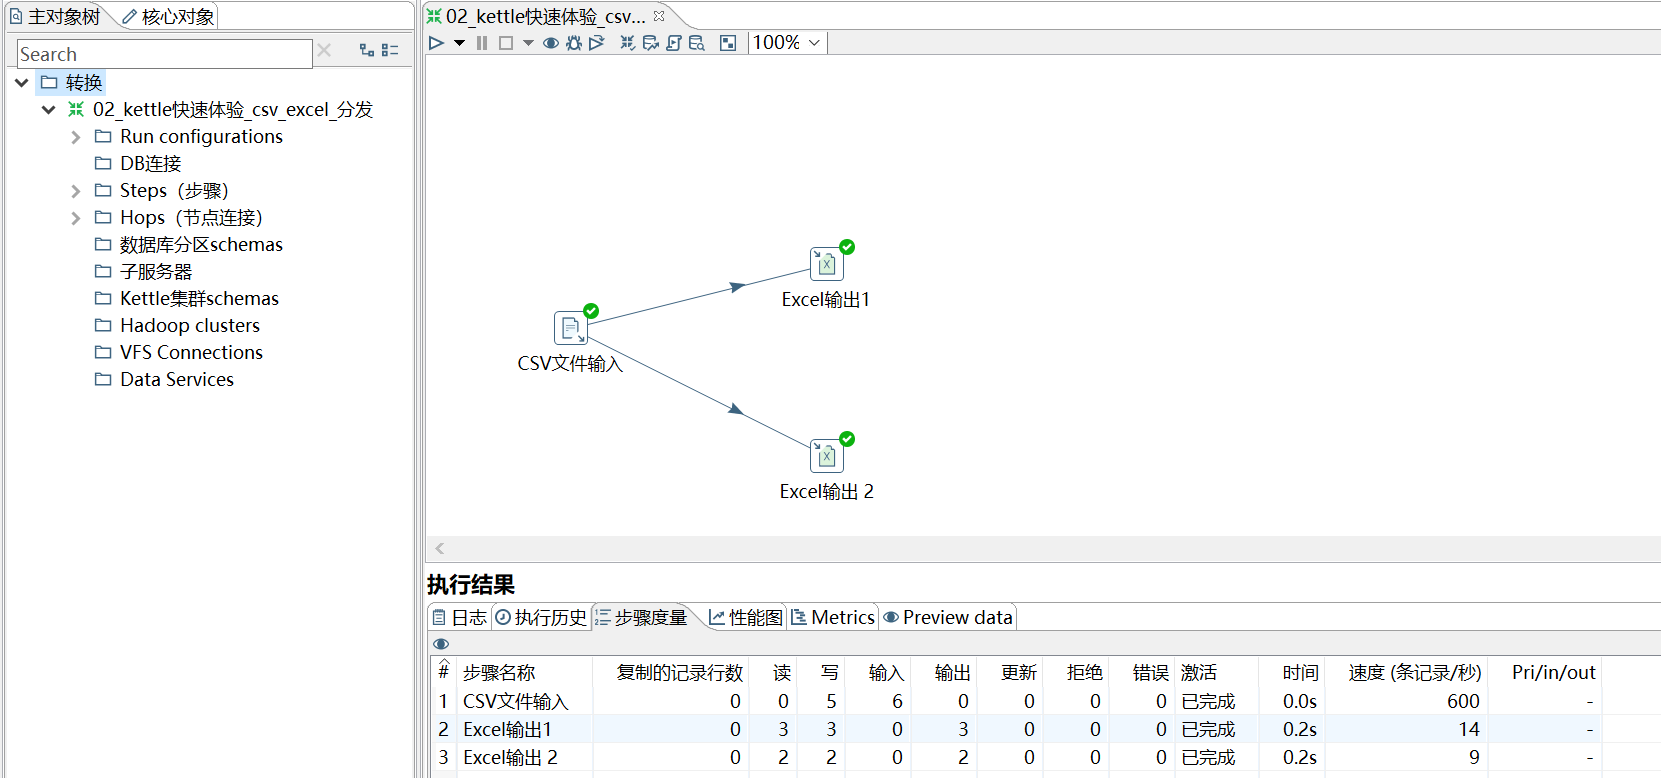 主对象树 核心对象
Search
转换
02_kettle快速体验_csv_excel_分发
Run configurations
DB连接
Steps（步骤）
Hops（节点连接）
数据库分区schemas
子服务器
Kettle集群schemas
Hadoop clusters
VFS Connections
Data Services
02_kettle快速体验_csv...
100%
Excel输出1
CSV文件输入
Excel输出 2
执行结果
日志 执行历史 步骤度量 性能图 Metrics Preview data
# 步骤名称 复制的记录行数 读 写 输入 输出 更新 拒绝 错误 激活 时间 速度 (条记录/秒) Pri/in/out
1 CSV文件输入 0 0 5 6 0 0 0 0 已完成 0.0s 600 -
2 Excel输出1 0 3 3 0 3 0 0 0 已完成 0.2s 14 -
3 Excel输出 2 0 2 2 0 2 0 0 0 已完成 0.2s 9 -